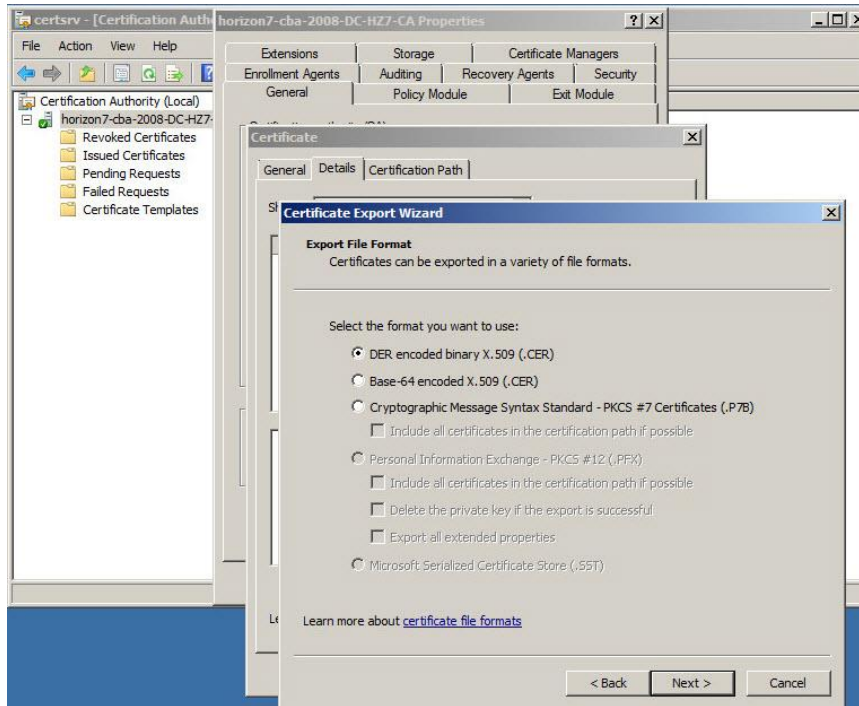 certsrv - [Certification Autho
File Action View Help
Certification Authority (Local)
horizon7-cba-2008-DC-HZ7-
Revoked Certificates
Issued Certificates
Pending Requests
Failed Requests
Certificate Templates
horizon7-cba-2008-DC-HZ7-CA Properties
Extensions Storage Certificate Managers
Enrollment Agents Auditing Recovery Agents Security
General Policy Module Exit Module
Certificate
General Details Certification Path
Certificate Export Wizard
Export File Format
Certificates can be exported in a variety of file formats.
Select the format you want to use:
DER encoded binary X.509 (.CER)
Base-64 encoded X.509 (.CER)
Cryptographic Message Syntax Standard - PKCS #7 Certificates (.P7B)
Include all certificates in the certification path if possible
Personal Information Exchange - PKCS #12 (.PFX)
Include all certificates in the certification path if possible
Delete the private key if the export is successful
Export all extended properties
Microsoft Serialized Certificate Store (.SST)
Learn more about certificate file formats
< Back Next > Cancel